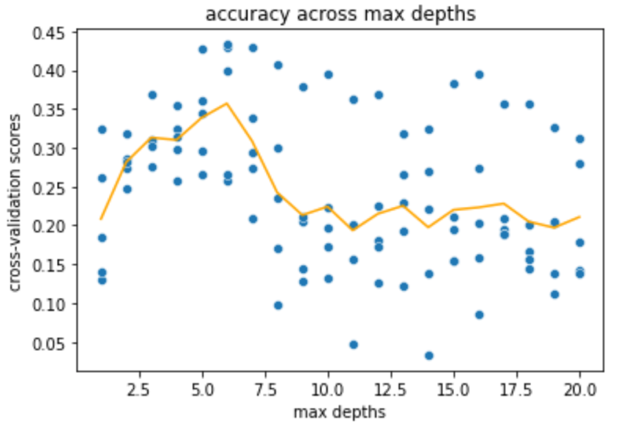 accuracy across max depths
cross-validation scores
0.45
0.40
0.35
0.30
0.25
0.20
0.15
0.10
0.05
2.5 5.0 7.5 10.0 12.5 15.0 17.5 20.0
max depths